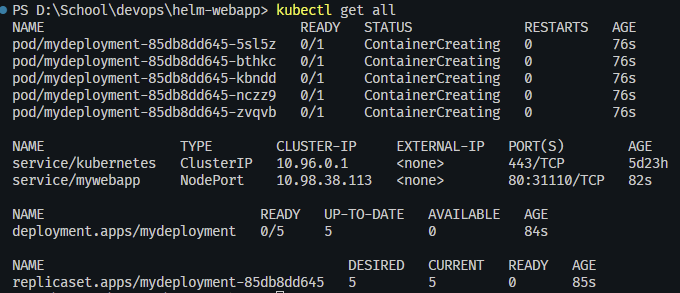 PS D:\School\devops\helm-webapp> kubectl get all
NAME READY STATUS RESTARTS AGE
pod/mydeployment-85db8dd645-5sl5z 0/1 ContainerCreating 0 76s
pod/mydeployment-85db8dd645-bthkc 0/1 ContainerCreating 0 76s
pod/mydeployment-85db8dd645-kbndd 0/1 ContainerCreating 0 76s
pod/mydeployment-85db8dd645-nczz9 0/1 ContainerCreating 0 76s
pod/mydeployment-85db8dd645-zvqvb 0/1 ContainerCreating 0 76s
NAME TYPE CLUSTER-IP EXTERNAL-IP PORT(S) AGE
service/kubernetes ClusterIP 10.96.0.1 <none> 443/TCP 5d23h
service/mywebapp NodePort 10.98.38.113 <none> 80:31110/TCP 82s
NAME READY UP-TO-DATE AVAILABLE AGE
deployment.apps/mydeployment 0/5 5 0 84s
NAME DESIRED CURRENT READY AGE
replicaset.apps/mydeployment-85db8dd645 5 5 0 85s